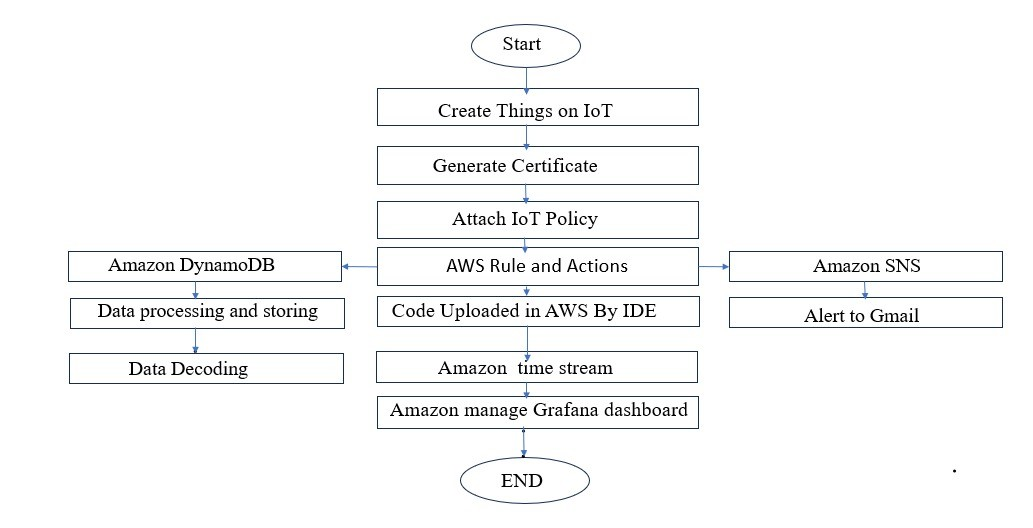 Start
Create Things on IoT
Generate Certificate
Attach IoT Policy
Amazon DynamoDB
AWS Rule and Actions
Amazon SNS
Data processing and storing
Code Uploaded in AWS By IDE
Alert to Gmail
Data Decoding
Amazon time stream
Amazon manage Grafana dashboard
END